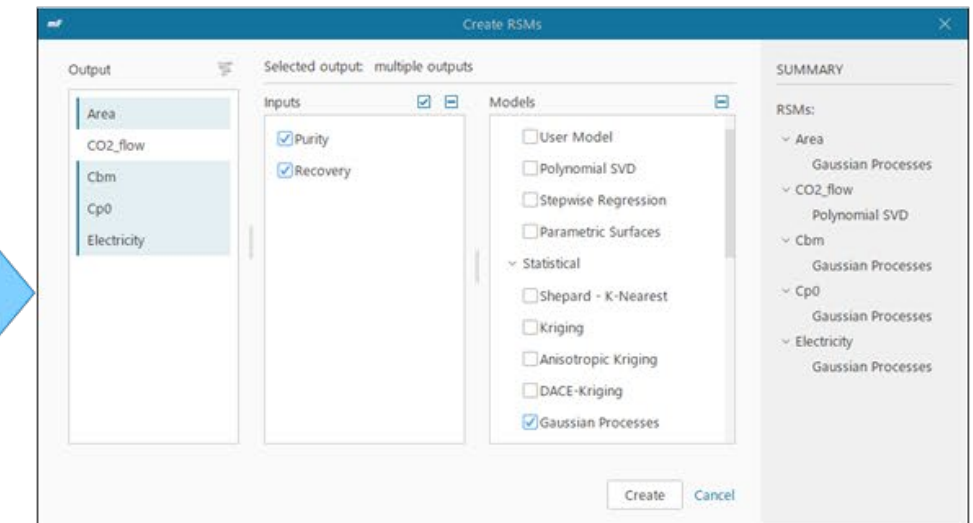 mF
Create RSMs
Output
Area
CO2_flow
Cbm
Cp0
Electricity
Selected output: multiple outputs
Inputs
Purity
Recovery
Models
User Model
Polynomial SVD
Stepwise Regression
Parametric Surfaces
Statistical
Shepard - K-Nearest
Kriging
Anisotropic Kriging
DACE-Kriging
Gaussian Processes
SUMMARY
RSMs:
Area
Gaussian Processes
CO2_flow
Polynomial SVD
Cbm
Gaussian Processes
Cp0
Gaussian Processes
Electricity
Gaussian Processes
Create Cancel